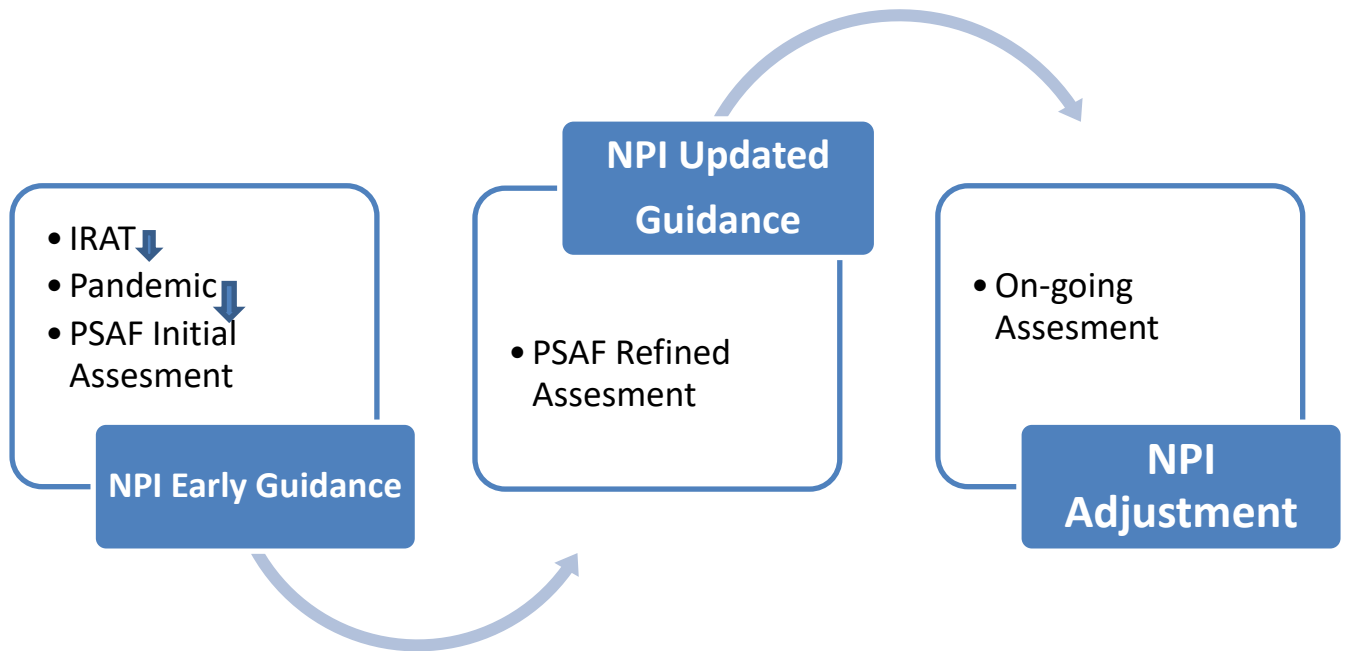 • IRAT
• Pandemic
• PSAF Initial
Assesment
NPI Early Guidance
NPI Updated
Guidance
• PSAF Refined
Assesment
• On-going
Assesment
NPI
Adjustment